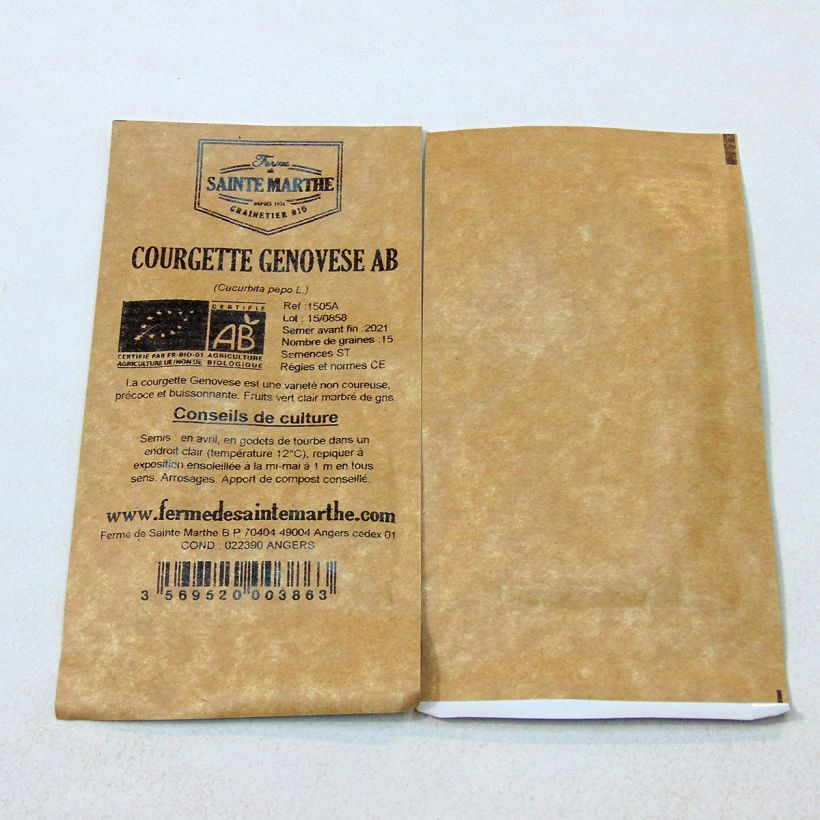 Ferme
de
SAINTE MARTHE
DEPUIS 1974
GRAINETIER BIO
COURGETTE GENOVESE AB
(Cucurbita pepo L.)
CERTIFIÉ
AB
CERTIFIÉ PAR FR-BIO-01
AGRICULTURE UE/NON UE
AGRICULTURE
BIOLOGIQUE
Ref :1505A
Lot : 15/0858
Semer avant fin :2021
Nombre de graines :15
Semences ST
Règles et normes CE
La courgette Genovese est une varieté non coureuse,
précoce et buissonnante. Fruits vert clair marbré de gris.
Conseils de culture
Semis : en avril, en godets de tourbe dans un
endroit clair (température 12°C), repiquer à
exposition ensoleillée à la mi-mai à 1 m en tous
sens. Arrosages. Apport de compost conseillé.
www.fermedesaintemarthe.com
Ferme de Sainte Marthe B.P 70404 49004 Angers cedex 01
COND : 022390 ANGERS
3 569520 003863